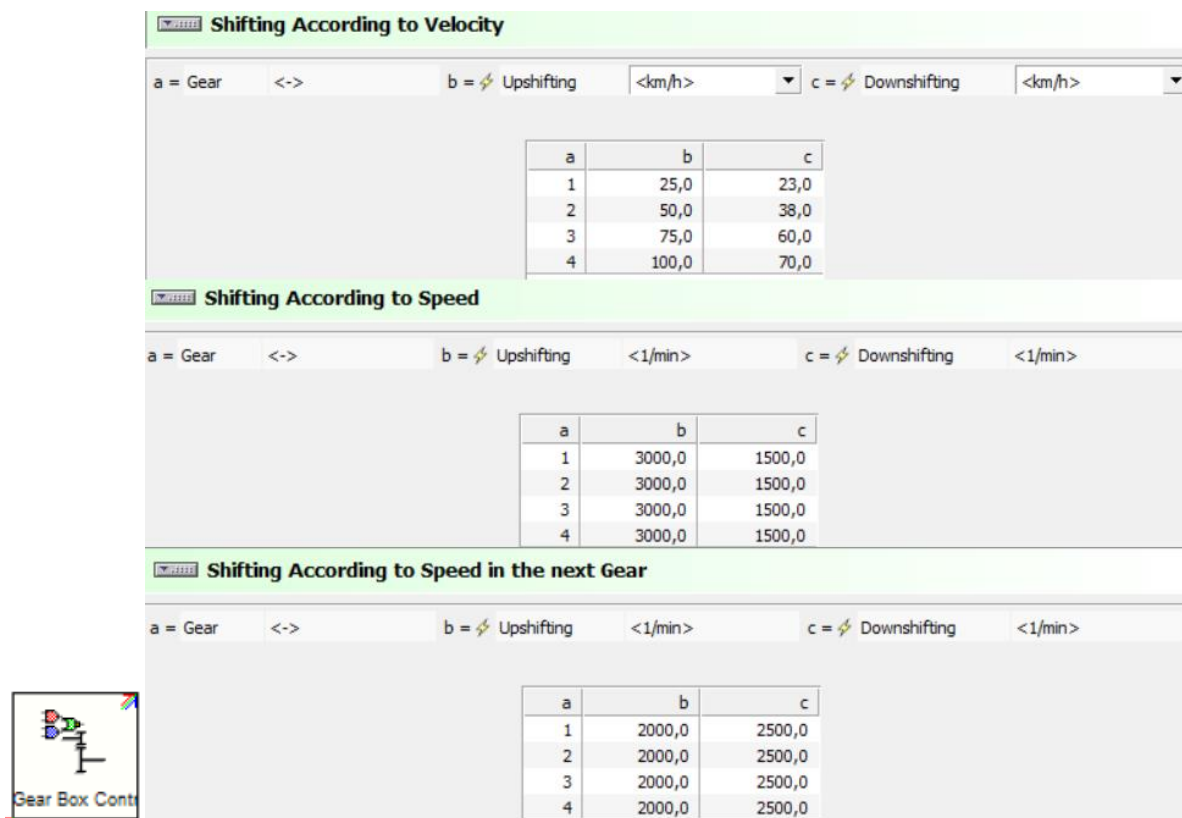 Shifting According to Velocity
a = Gear <-> b = Upshifting <km/h> c = Downshifting <km/h>
a b c
1 25,0 23,0
2 50,0 38,0
3 75,0 60,0
4 100,0 70,0
Shifting According to Speed
a = Gear <-> b = Upshifting <1/min> c = Downshifting <1/min>
a b c
1 3000,0 1500,0
2 3000,0 1500,0
3 3000,0 1500,0
4 3000,0 1500,0
Shifting According to Speed in the next Gear
a = Gear <-> b = Upshifting <1/min> c = Downshifting <1/min>
a b c
1 2000,0 2500,0
2 2000,0 2500,0
3 2000,0 2500,0
4 2000,0 2500,0
Gear Box Contr